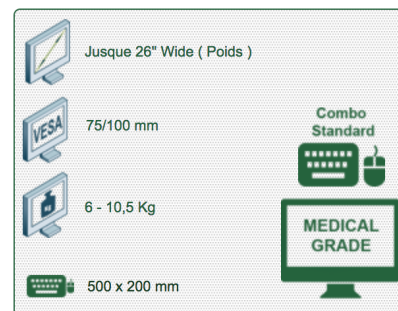 Jusque 26" Wide ( Poids )
VESA
75/100 mm
Combo
Standard
KG
6 - 10,5 Kg
MEDICAL
GRADE
500 x 200 mm